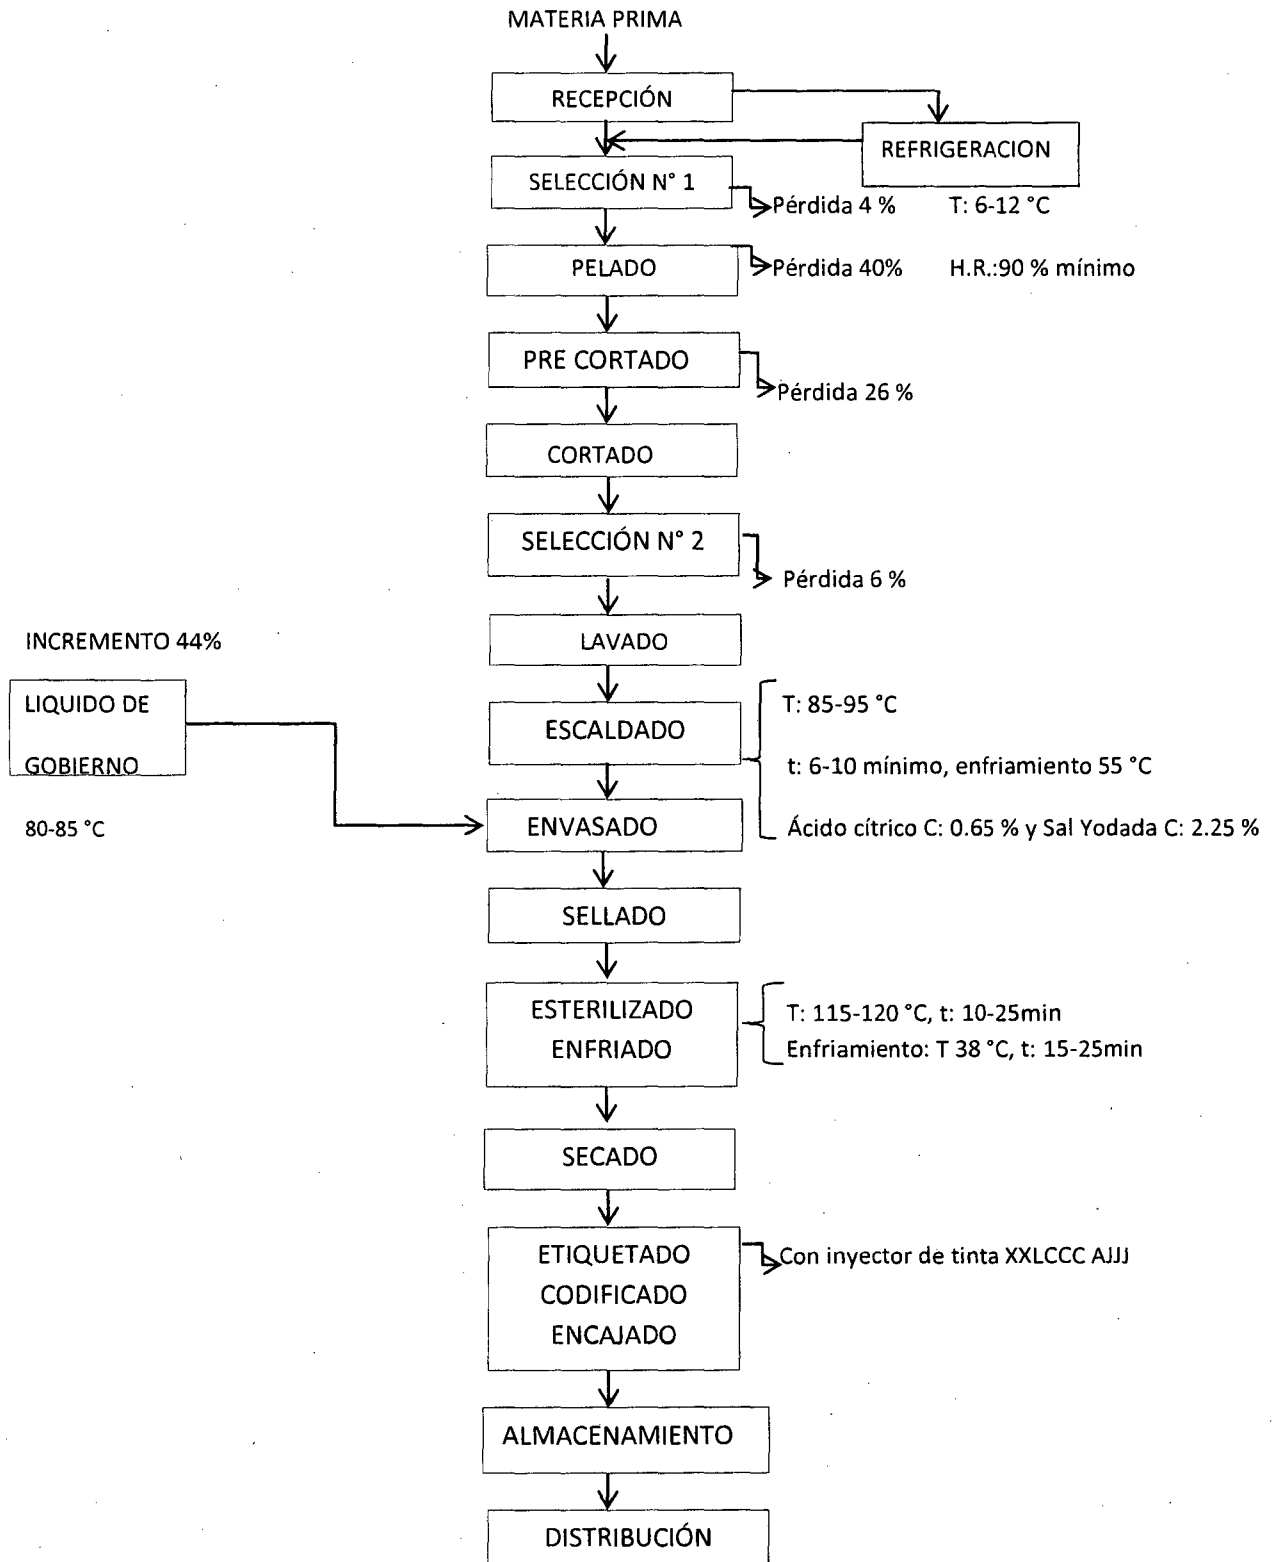 MATERIA PRIMA
RECEPCIÓN
REFRIGERACION
SELECCIÓN N° 1
Pérdida 4 %
T: 6-12 °C
PELADO
Pérdida 40%
H.R.:90 % mínimo
PRE CORTADO
Pérdida 26 %
CORTADO
SELECCIÓN N° 2
Pérdida 6 %
LAVADO
INCREMENTO 44%
LIQUIDO DE
GOBIERNO
80-85 °C
ESCALDADO
T: 85-95 °C
t: 6-10 mínimo, enfriamiento 55 °C
Ácido cítrico C: 0.65 % y Sal Yodada C: 2.25 %
ENVASADO
SELLADO
ESTERILIZADO
ENFRIADO
T: 115-120 °C, t: 10-25min
Enfriamiento: T 38 °C, t: 15-25min
SECADO
ETIQUETADO
CODIFICADO
ENCAJADO
Con inyector de tinta XXLCCC AJJJ
ALMACENAMIENTO
DISTRIBUCIÓN